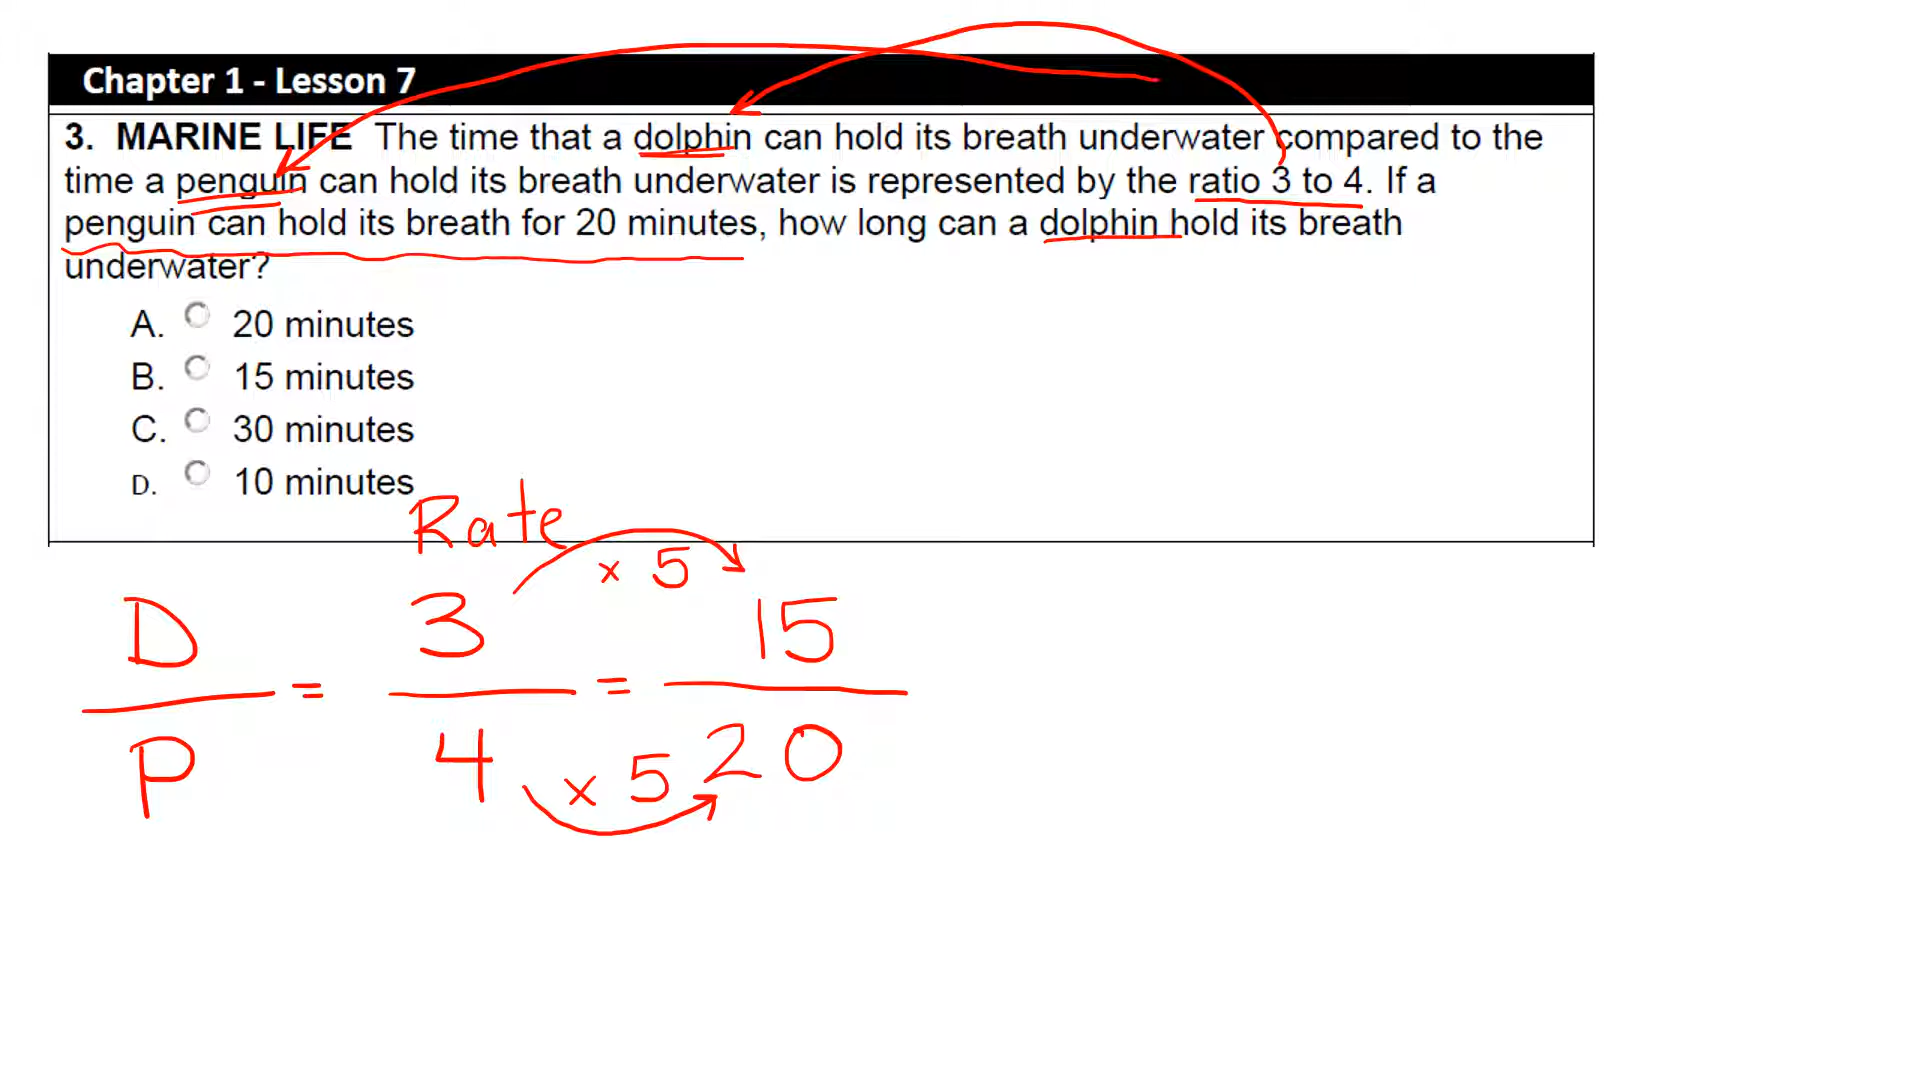 Chapter 1 - Lesson 7
3. MARINE LIFE The time that a dolphin can hold its breath underwater compared to the
time a penguin can hold its breath underwater is represented by the ratio 3 to 4. If a
penguin can hold its breath for 20 minutes, how long can a dolphin hold its breath
underwater?
A. 20 minutes
B. 15 minutes
C. 30 minutes
D. 10 minutes
Rate
x 5
D 3 15
= =
P 4 20
x 5